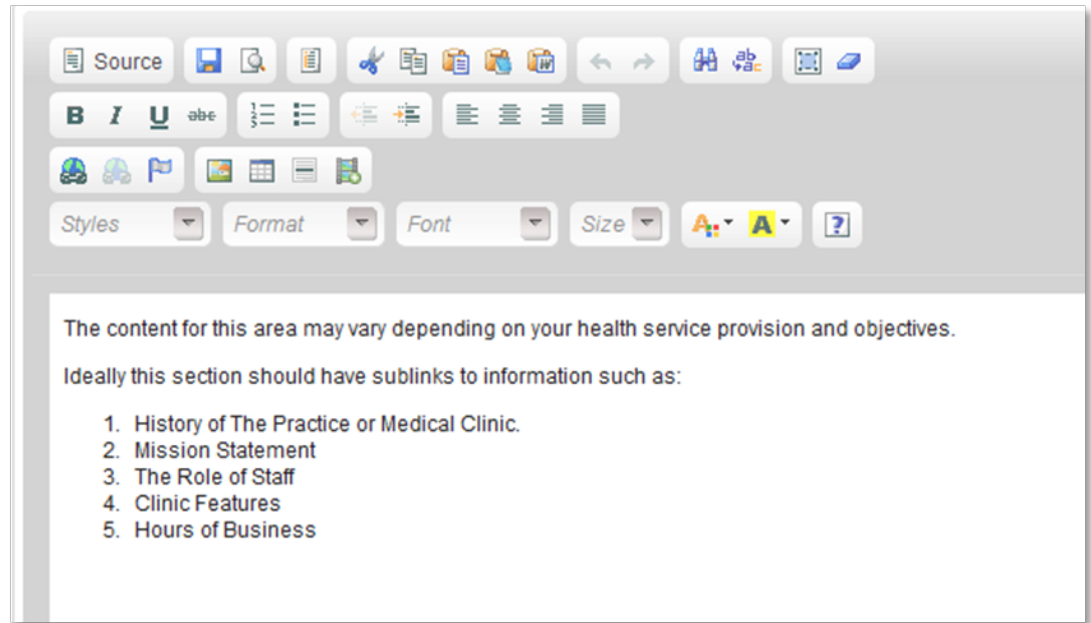 Source
B I U abc
Styles Format Font Size A A ?
The content for this area may vary depending on your health service provision and objectives.
Ideally this section should have sublinks to information such as:
1. History of The Practice or Medical Clinic.
2. Mission Statement
3. The Role of Staff
4. Clinic Features
5. Hours of Business